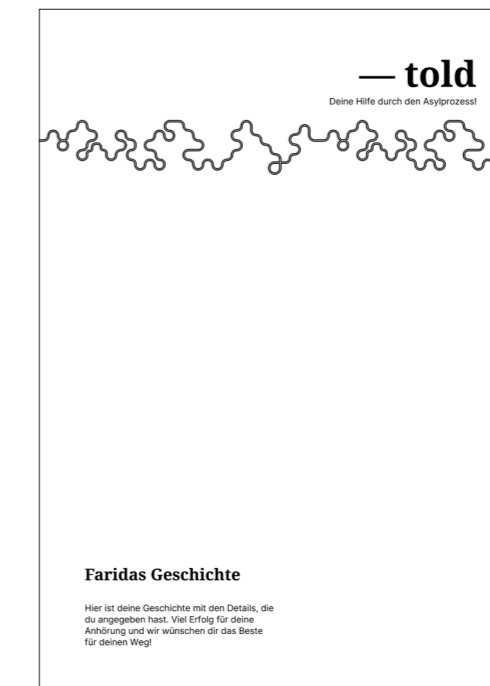 — told
Deine Hilfe durch den Asylprozess!
Faridas Geschichte
Hier ist deine Geschichte mit den Details, die
du angegeben hast. Viel Erfolg für deine
Anhörung und wir wünschen dir das Beste
für deinen Weg!